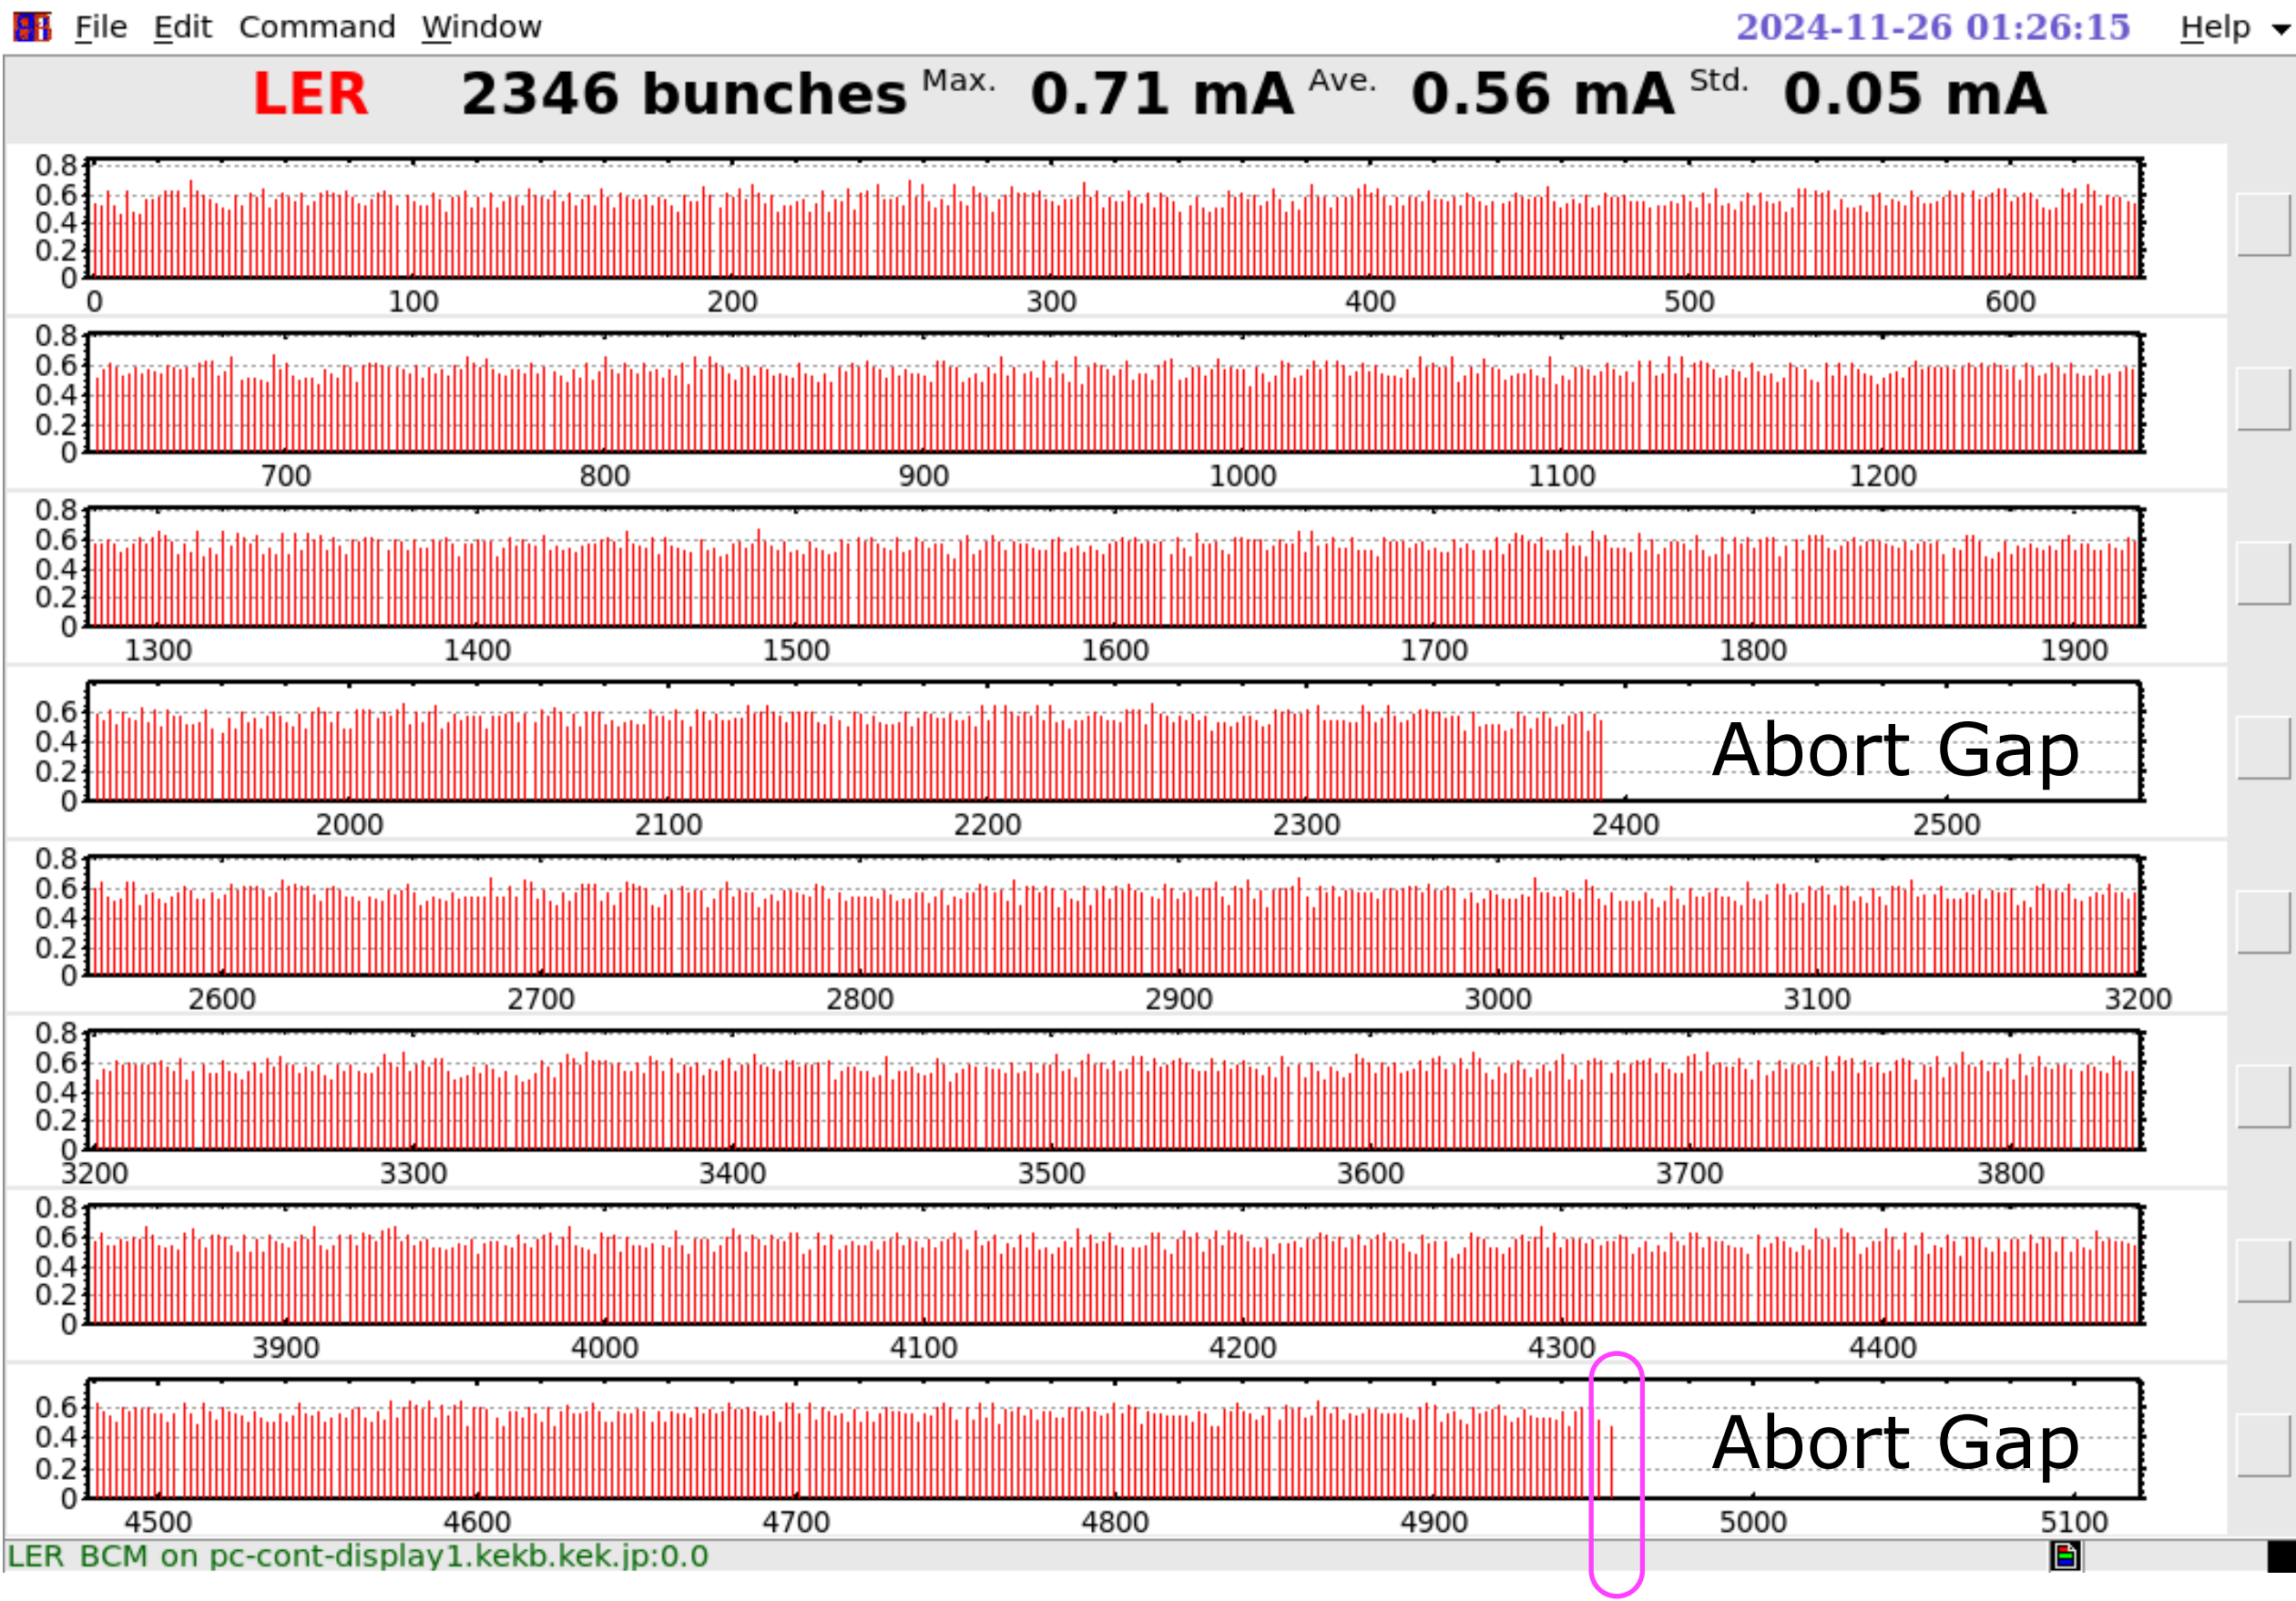 File Edit Command Window 2024-11-26 01:26:15 Help
LER 2346 bunches Max. 0.71 mA Ave. 0.56 mA Std. 0.05 mA
0.8
0.6
0.4
0.2
0
0 100 200 300 400 500 600
0.8
0.6
0.4
0.2
0
700 800 900 1000 1100 1200
0.8
0.6
0.4
0.2
0
1300 1400 1500 1600 1700 1800 1900
0.6
0.4
0.2
0
Abort Gap
2000 2100 2200 2300 2400 2500
0.8
0.6
0.4
0.2
0
2600 2700 2800 2900 3000 3100 3200
0.8
0.6
0.4
0.2
0
3200 3300 3400 3500 3600 3700 3800
0.8
0.6
0.4
0.2
0
3900 4000 4100 4200 4300 4400
0.6
0.4
0.2
0
Abort Gap
4500 4600 4700 4800 4900 5000 5100
LER BCM on pc-cont-display1.kekb.kek.jp:0.0